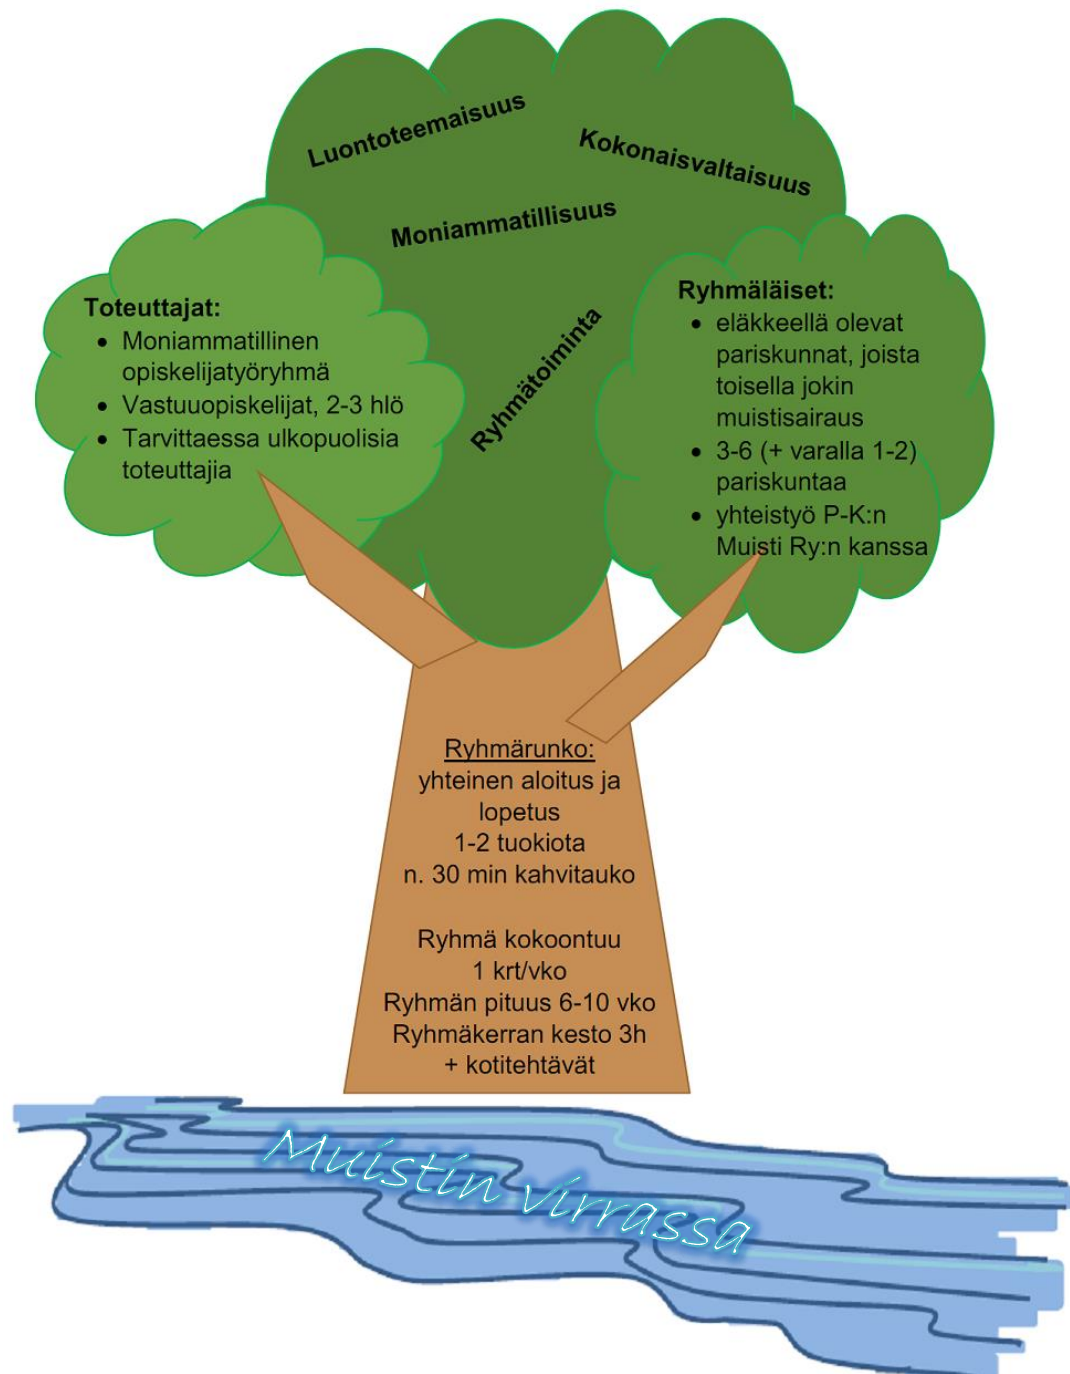 Luontoteemaisuus
Kokonaisvaltaisuus
Moniammatillisuus
Ryhmätoiminta
Toteuttajat:
• Moniammatillinen
opiskelijatyöryhmä
• Vastuuopiskelijat, 2-3 hlö
• Tarvittaessa ulkopuolisia
toteuttajia
Ryhmäläiset:
• eläkkeellä olevat
pariskunnat, joista
toisella jokin
muistisairaus
• 3-6 (+ varalla 1-2)
pariskuntaa
• yhteistyö P-K:n
Muisti Ry:n kanssa
Ryhmärunko:
yhteinen aloitus ja
lopetus
1-2 tuokiota
n. 30 min kahvitauko
Ryhmä kokoontuu
1 krt/vko
Ryhmän pituus 6-10 vko
Ryhmäkerran kesto 3h
+ kotitehtävät
Muistin virrassa